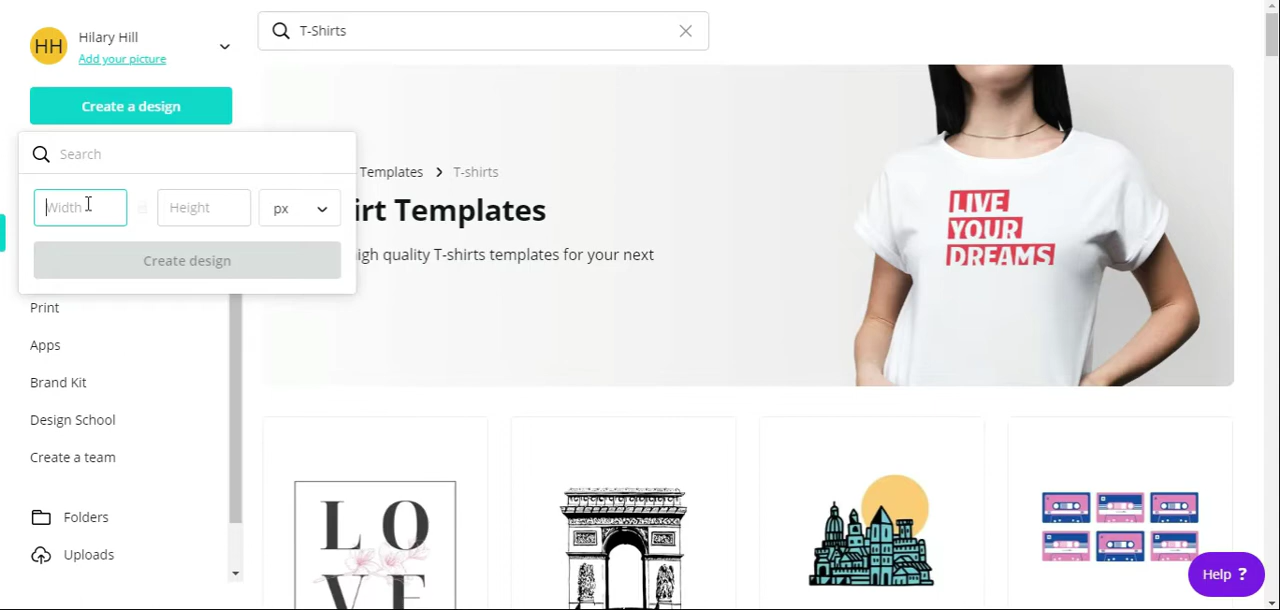 HH
Hilary Hill
Add your picture
T-Shirts
Create a design
Search
Width
Height
px
Create design
Templates
T-shirts
irt Templates
igh quality T-shirts templates for your next
LIVE
YOUR
DREAMS
Print
Apps
Brand Kit
Design School
Create a team
Folders
Uploads
LO
VE
Help ?